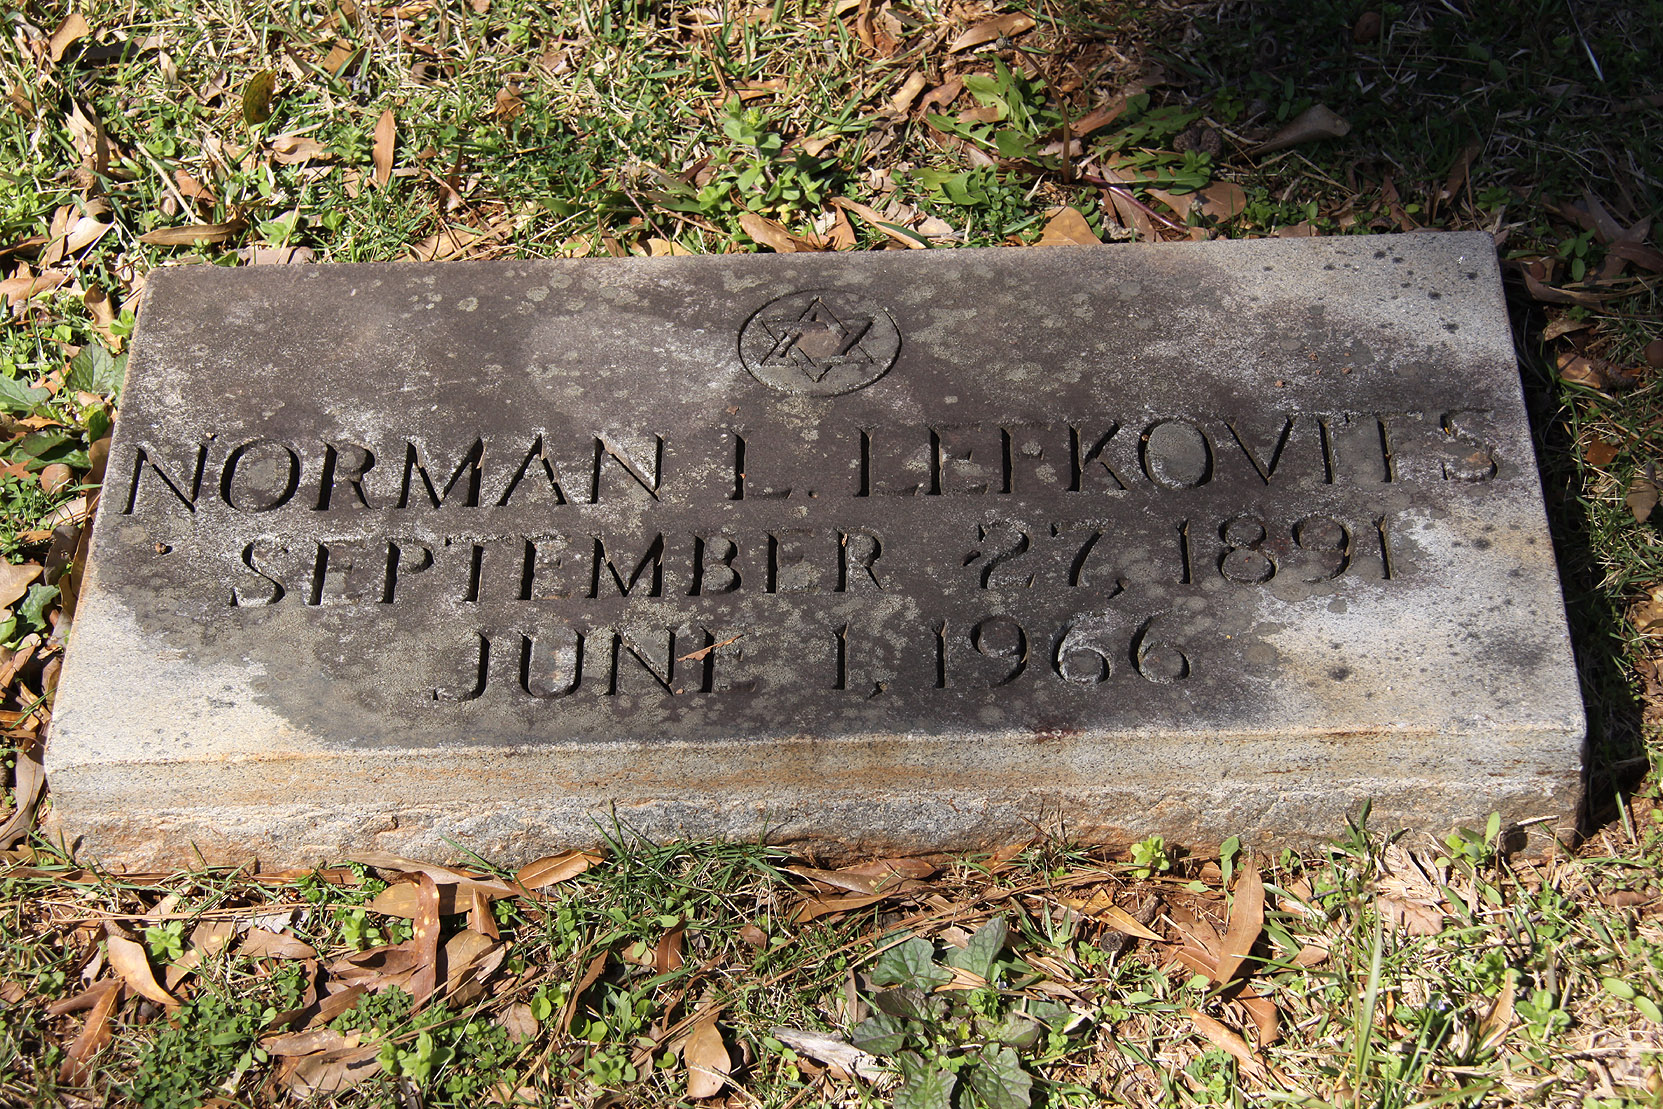 NORMAN L. LEFKOVITS
SEPTEMBER 27, 1891
JUNE 1, 1966